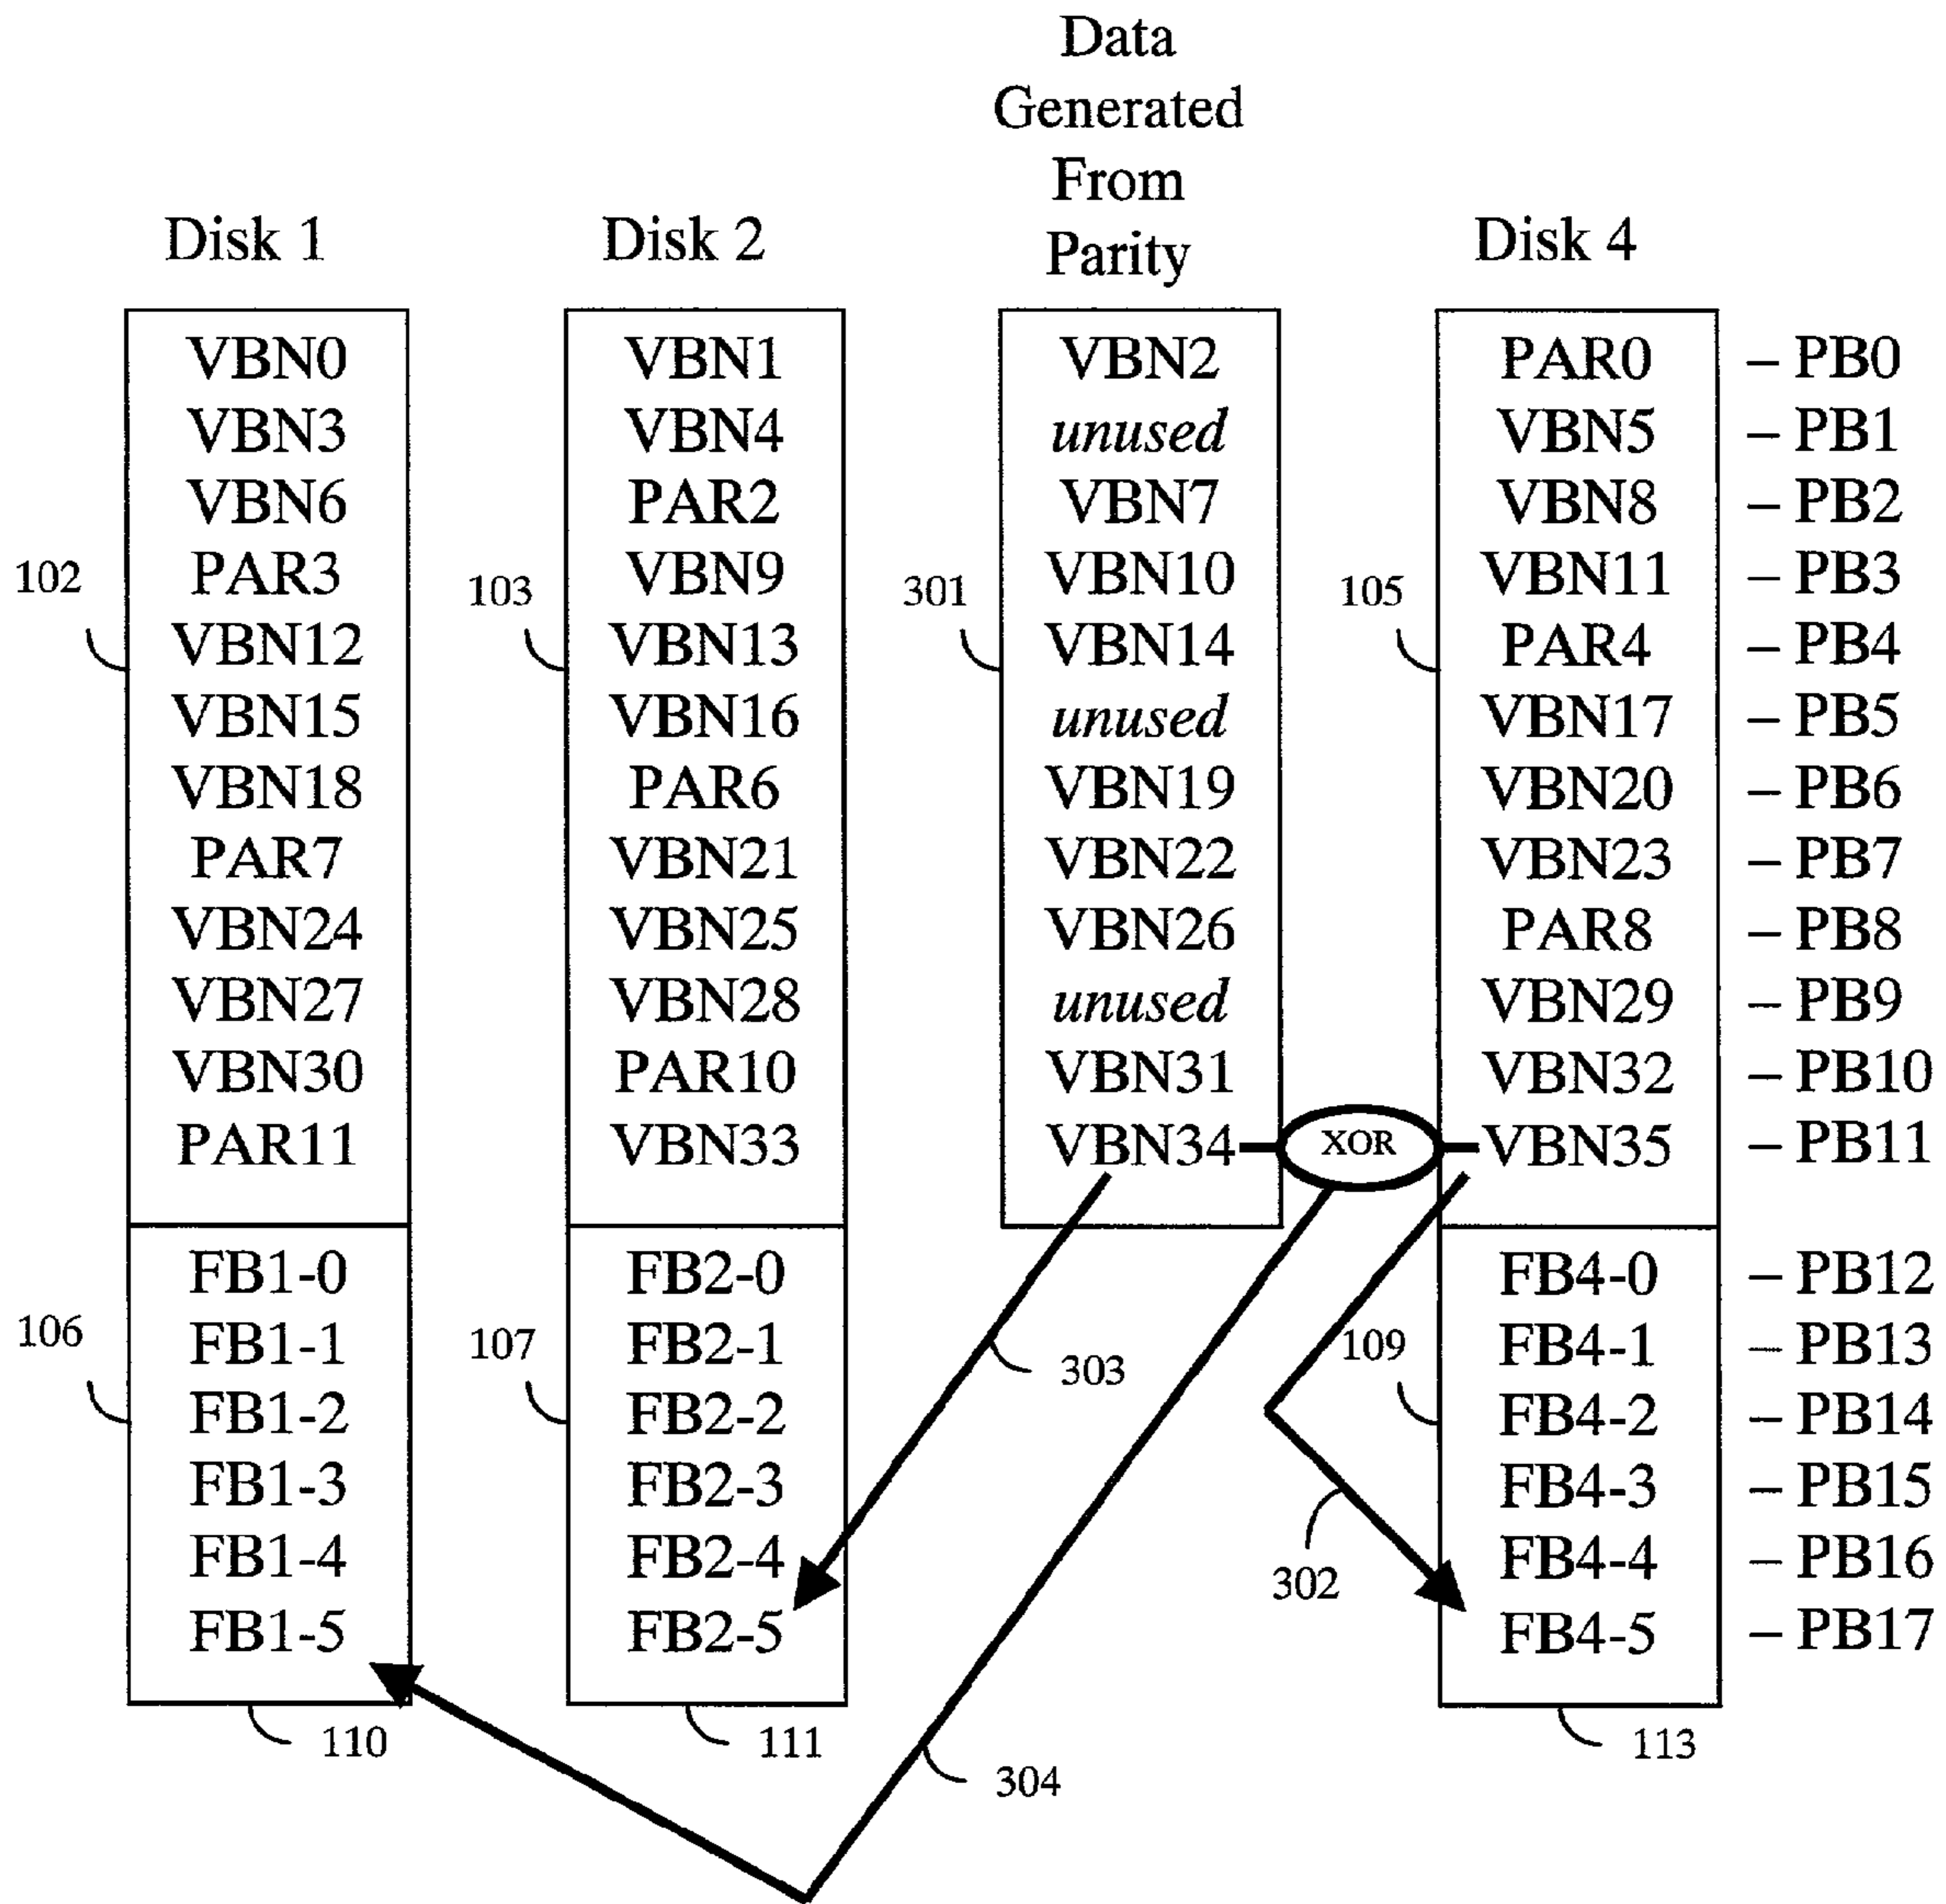 Data
Generated
From
Parity
Disk 1 Disk 2 Disk 4
VBN0 VBN1 VBN2 PAR0 – PB0
VBN3 VBN4 unused VBN5 – PB1
VBN6 PAR2 VBN7 VBN8 – PB2
102 PAR3 103 VBN9 301 VBN10 105 VBN11 – PB3
VBN12 VBN13 VBN14 PAR4 – PB4
VBN15 VBN16 unused VBN17 – PB5
VBN18 PAR6 VBN19 VBN20 – PB6
PAR7 VBN21 VBN22 VBN23 – PB7
VBN24 VBN25 VBN26 PAR8 – PB8
VBN27 VBN28 unused VBN29 – PB9
VBN30 PAR10 VBN31 VBN32 – PB10
PAR11 VBN33 VBN34 XOR VBN35 – PB11
FB1-0 FB2-0 FB4-0 – PB12
106 FB1-1 107 FB2-1 303 109 FB4-1 – PB13
FB1-2 FB2-2 FB4-2 – PB14
FB1-3 FB2-3 FB4-3 – PB15
FB1-4 FB2-4 302 FB4-4 – PB16
FB1-5 FB2-5 FB4-5 – PB17
110 111 304 113